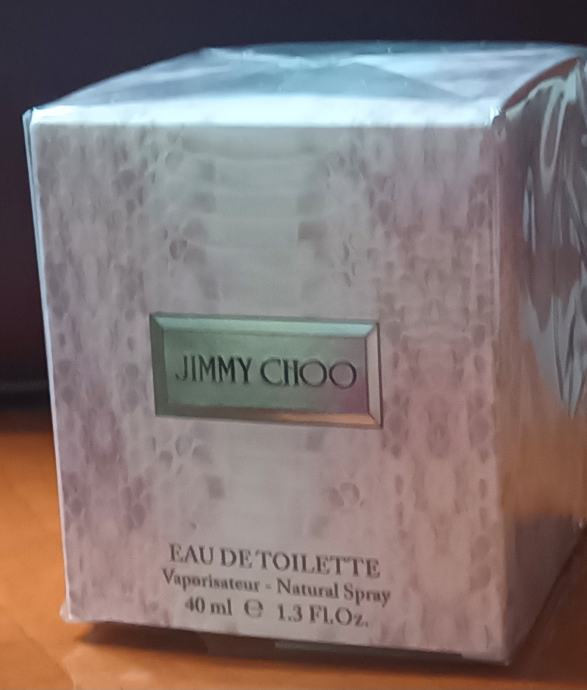 JIMMY CHOO
EAU DE TOILETTE
Vaporisateur - Natural Spray
40 ml ℮ 1.3 Fl.Oz.